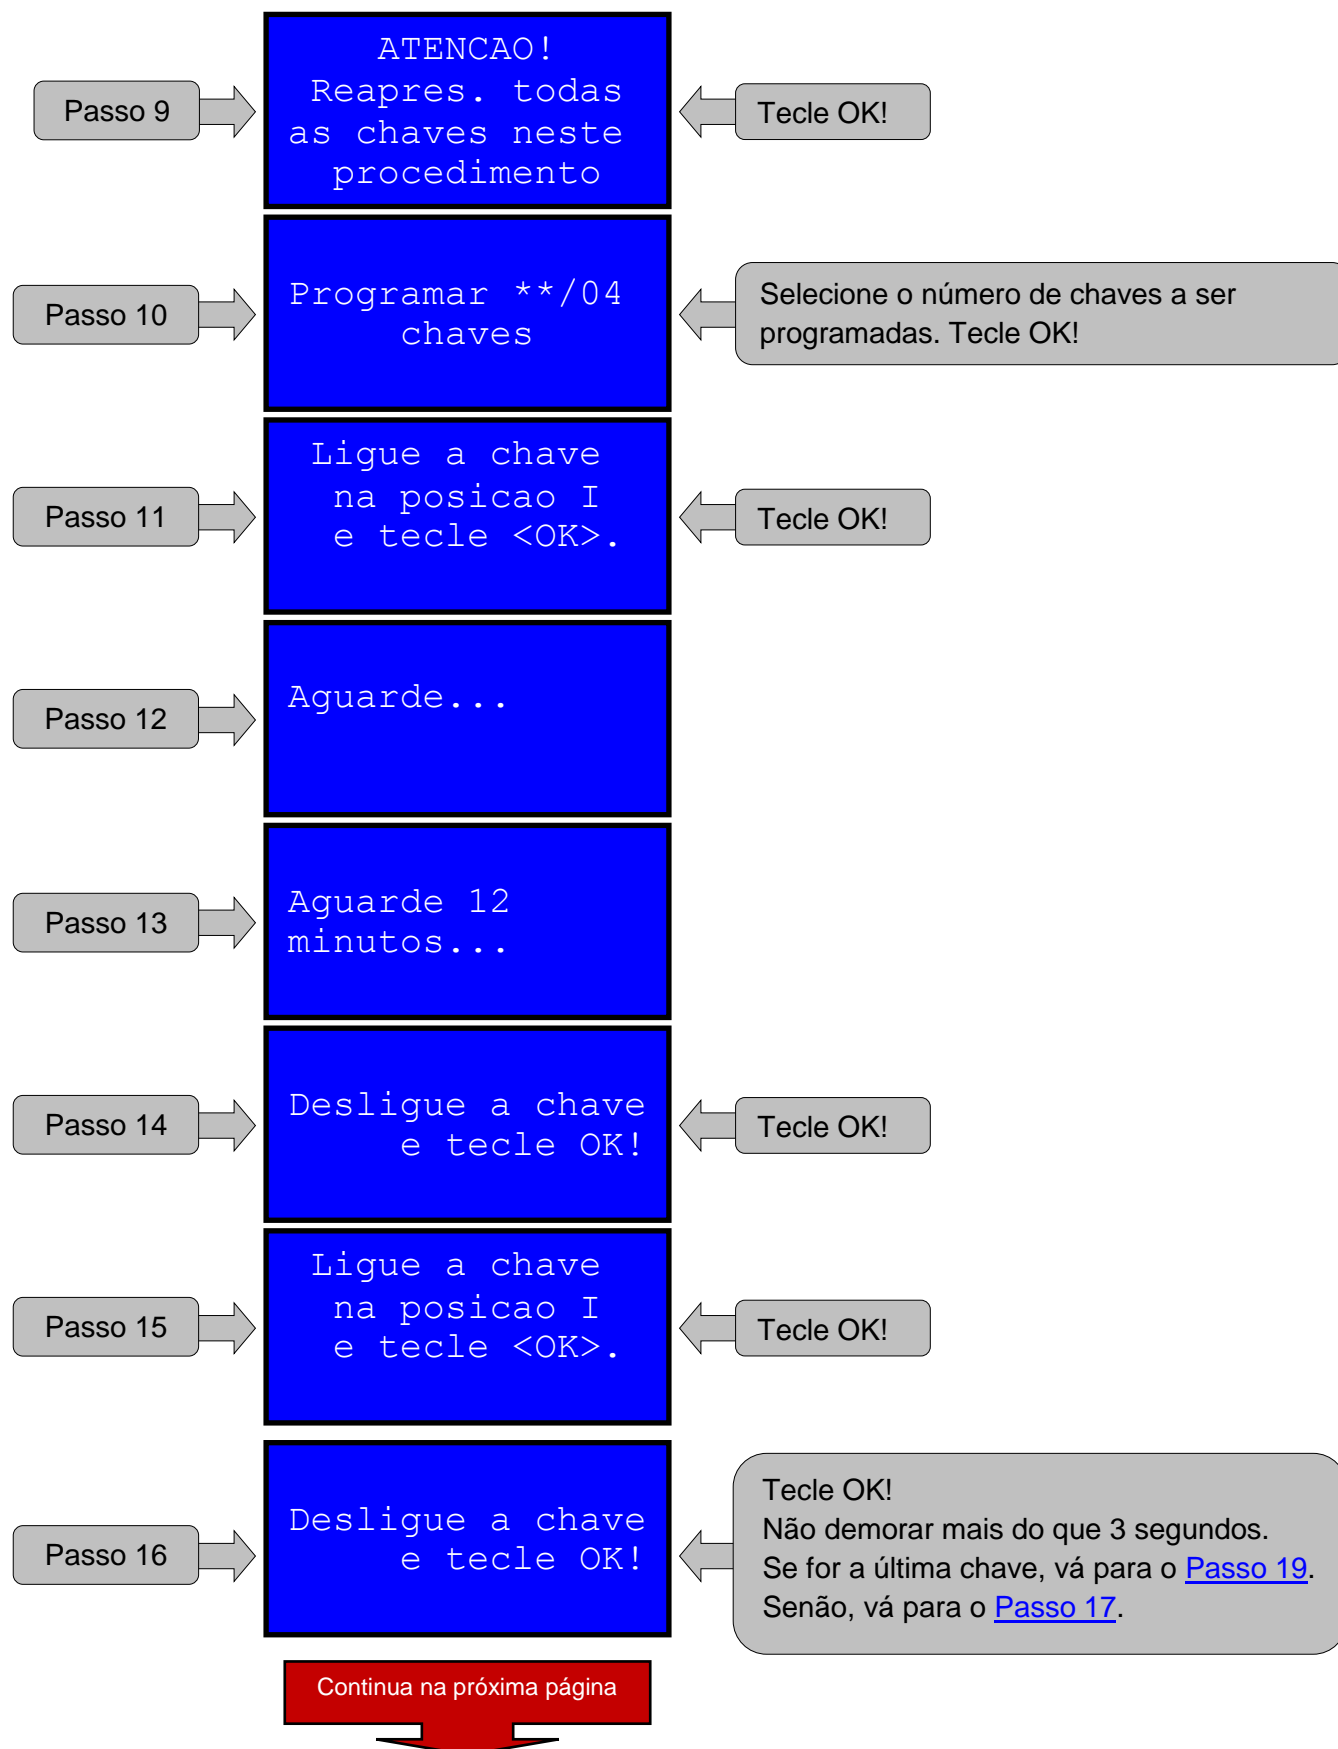 Passo 9
ATENCAO!
Reapres. todas
as chaves neste
procedimento
Tecle OK!
Passo 10
Programar **/04
chaves
Selecione o número de chaves a ser
programadas. Tecle OK!
Passo 11
Ligue a chave
na posicao I
e tecle <OK>.
Tecle OK!
Passo 12
Aguarde...
Passo 13
Aguarde 12
minutos...
Passo 14
Desligue a chave
e tecle OK!
Tecle OK!
Passo 15
Ligue a chave
na posicao I
e tecle <OK>.
Tecle OK!
Passo 16
Desligue a chave
e tecle OK!
Tecle OK!
Não demorar mais do que 3 segundos.
Se for a última chave, vá para o Passo 19.
Senão, vá para o Passo 17.
Continua na próxima página